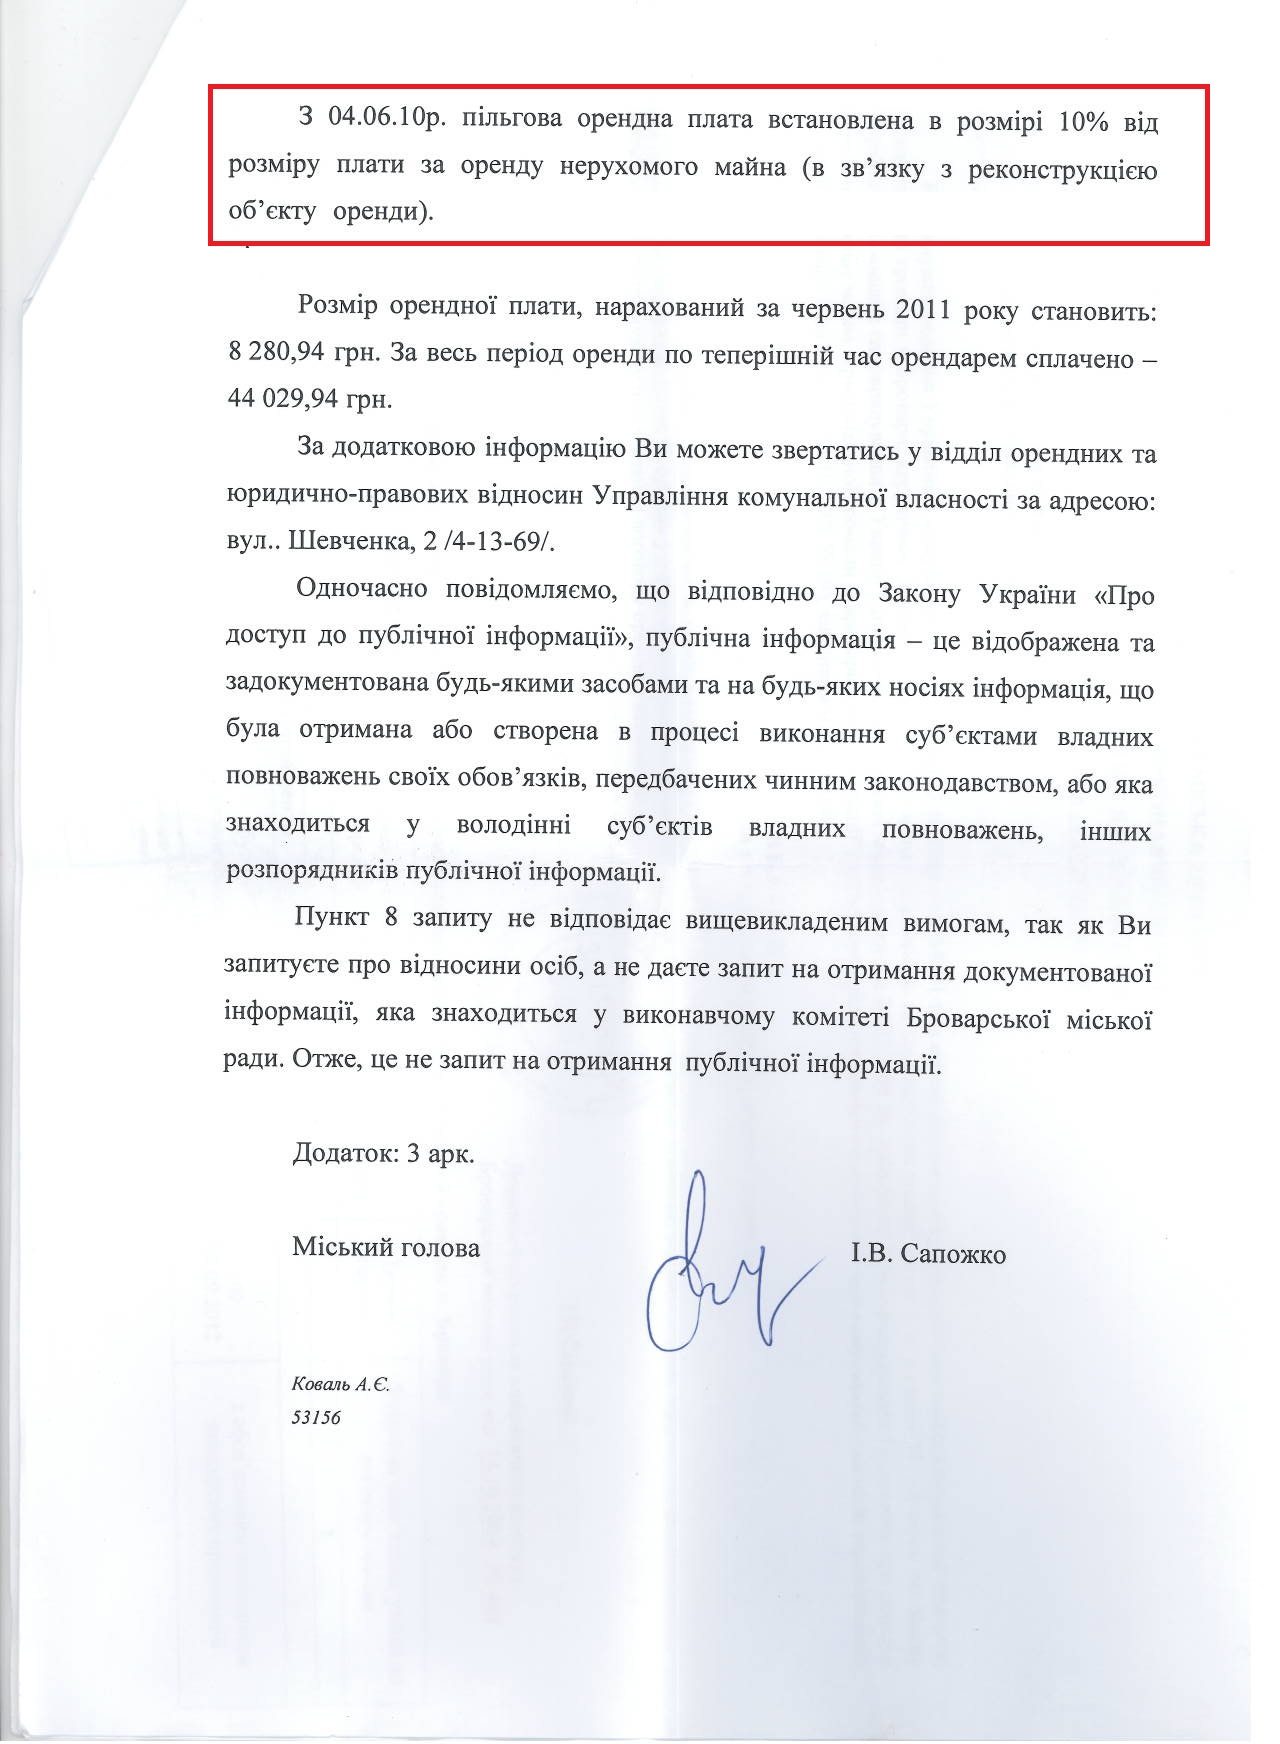 З 04.06.10р. пільгова орендна плата встановлена в розмірі 10% від
розміру плати за оренду нерухомого майна (в зв’язку з реконструкцією
об’єкту оренди).
Розмір орендної плати, нарахований за червень 2011 року становить:
8 280,94 грн. За весь період оренди по теперішній час орендарем сплачено –
44 029,94 грн.
За додатковою інформацію Ви можете звертатись у відділ орендних та
юридично-правових відносин Управління комунальної власності за адресою:
вул.. Шевченка, 2 /4-13-69/.
Одночасно повідомляємо, що відповідно до Закону України «Про
доступ до публічної інформації», публічна інформація – це відображена та
задокументована будь-якими засобами та на будь-яких носіях інформація, що
була отримана або створена в процесі виконання суб’єктами владних
повноважень своїх обов’язків, передбачених чинним законодавством, або яка
знаходиться у володінні суб’єктів владних повноважень, інших
розпорядників публічної інформації.
Пункт 8 запиту не відповідає вищевикладеним вимогам, так як Ви
запитуєте про відносини осіб, а не даєте запит на отримання документованої
інформації, яка знаходиться у виконавчому комітеті Броварської міської
ради. Отже, це не запит на отримання публічної інформації.
Додаток: 3 арк.
Міський голова І.В. Сапожко
Коваль А.Є.
53156